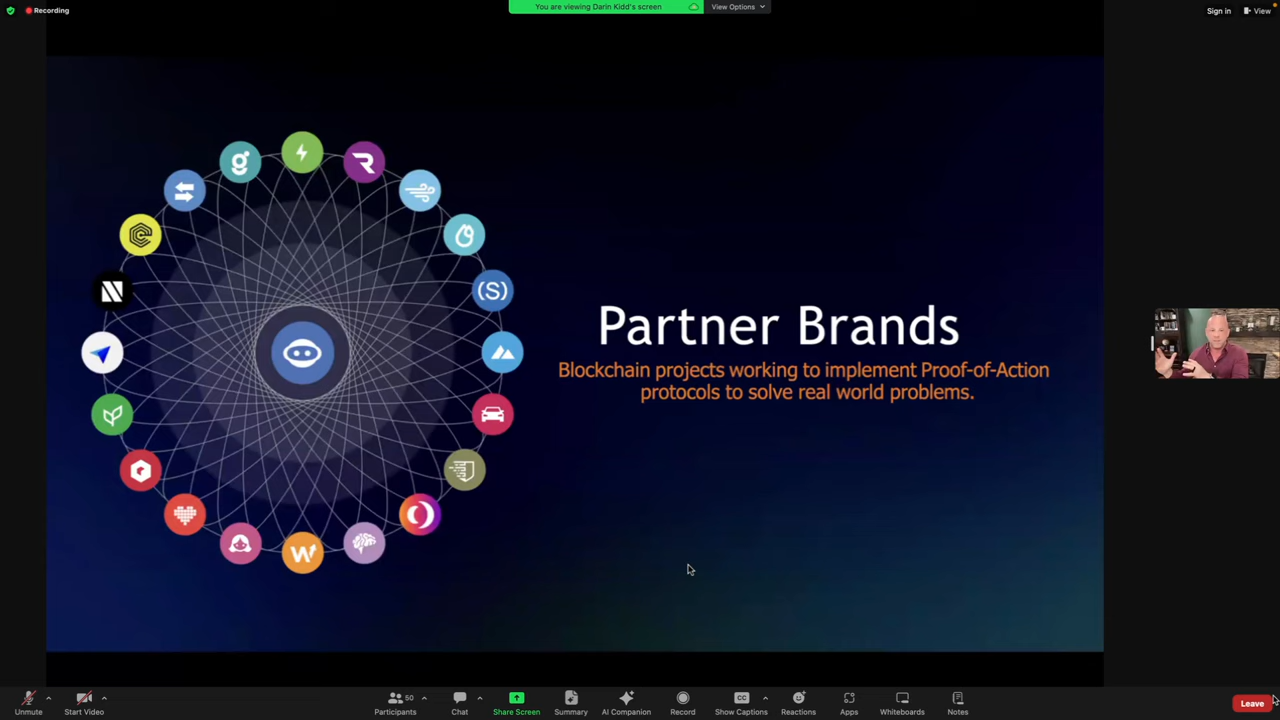 Recording
You are viewing Darin Kidd's screen
View Options
Sign in
View
Partner Brands
Blockchain projects working to implement Proof-of-Action
protocols to solve real world problems.
g
R
(S)
W
Unmute
Start Video
50
Participants
Chat
Share Screen
Summary
AI Companion
Record
CC
Show Captions
Reactions
Apps
Whiteboards
Notes
Leave